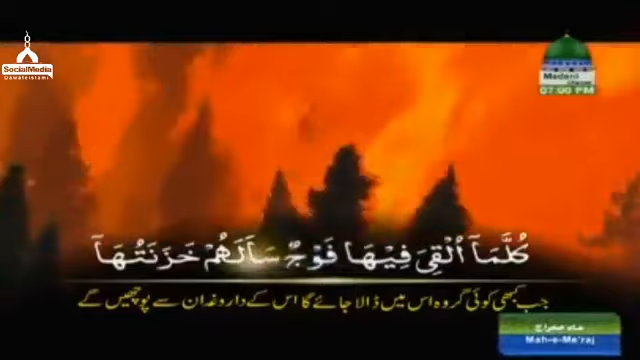 SocialMedia
Dawateislami
Madani
07:00 PM
كُلَّمَآ اُلْقِیَ فِیْهَا فَوْجٌ سَاَلَهُمْ خَزَنَتُهَآ
جب کبھی کوئی گروہ اس میں ڈالا جائے گا اس کے داروغہ ان سے پوچھیں گے
ماہ معراج
Mah-e-Me'raj